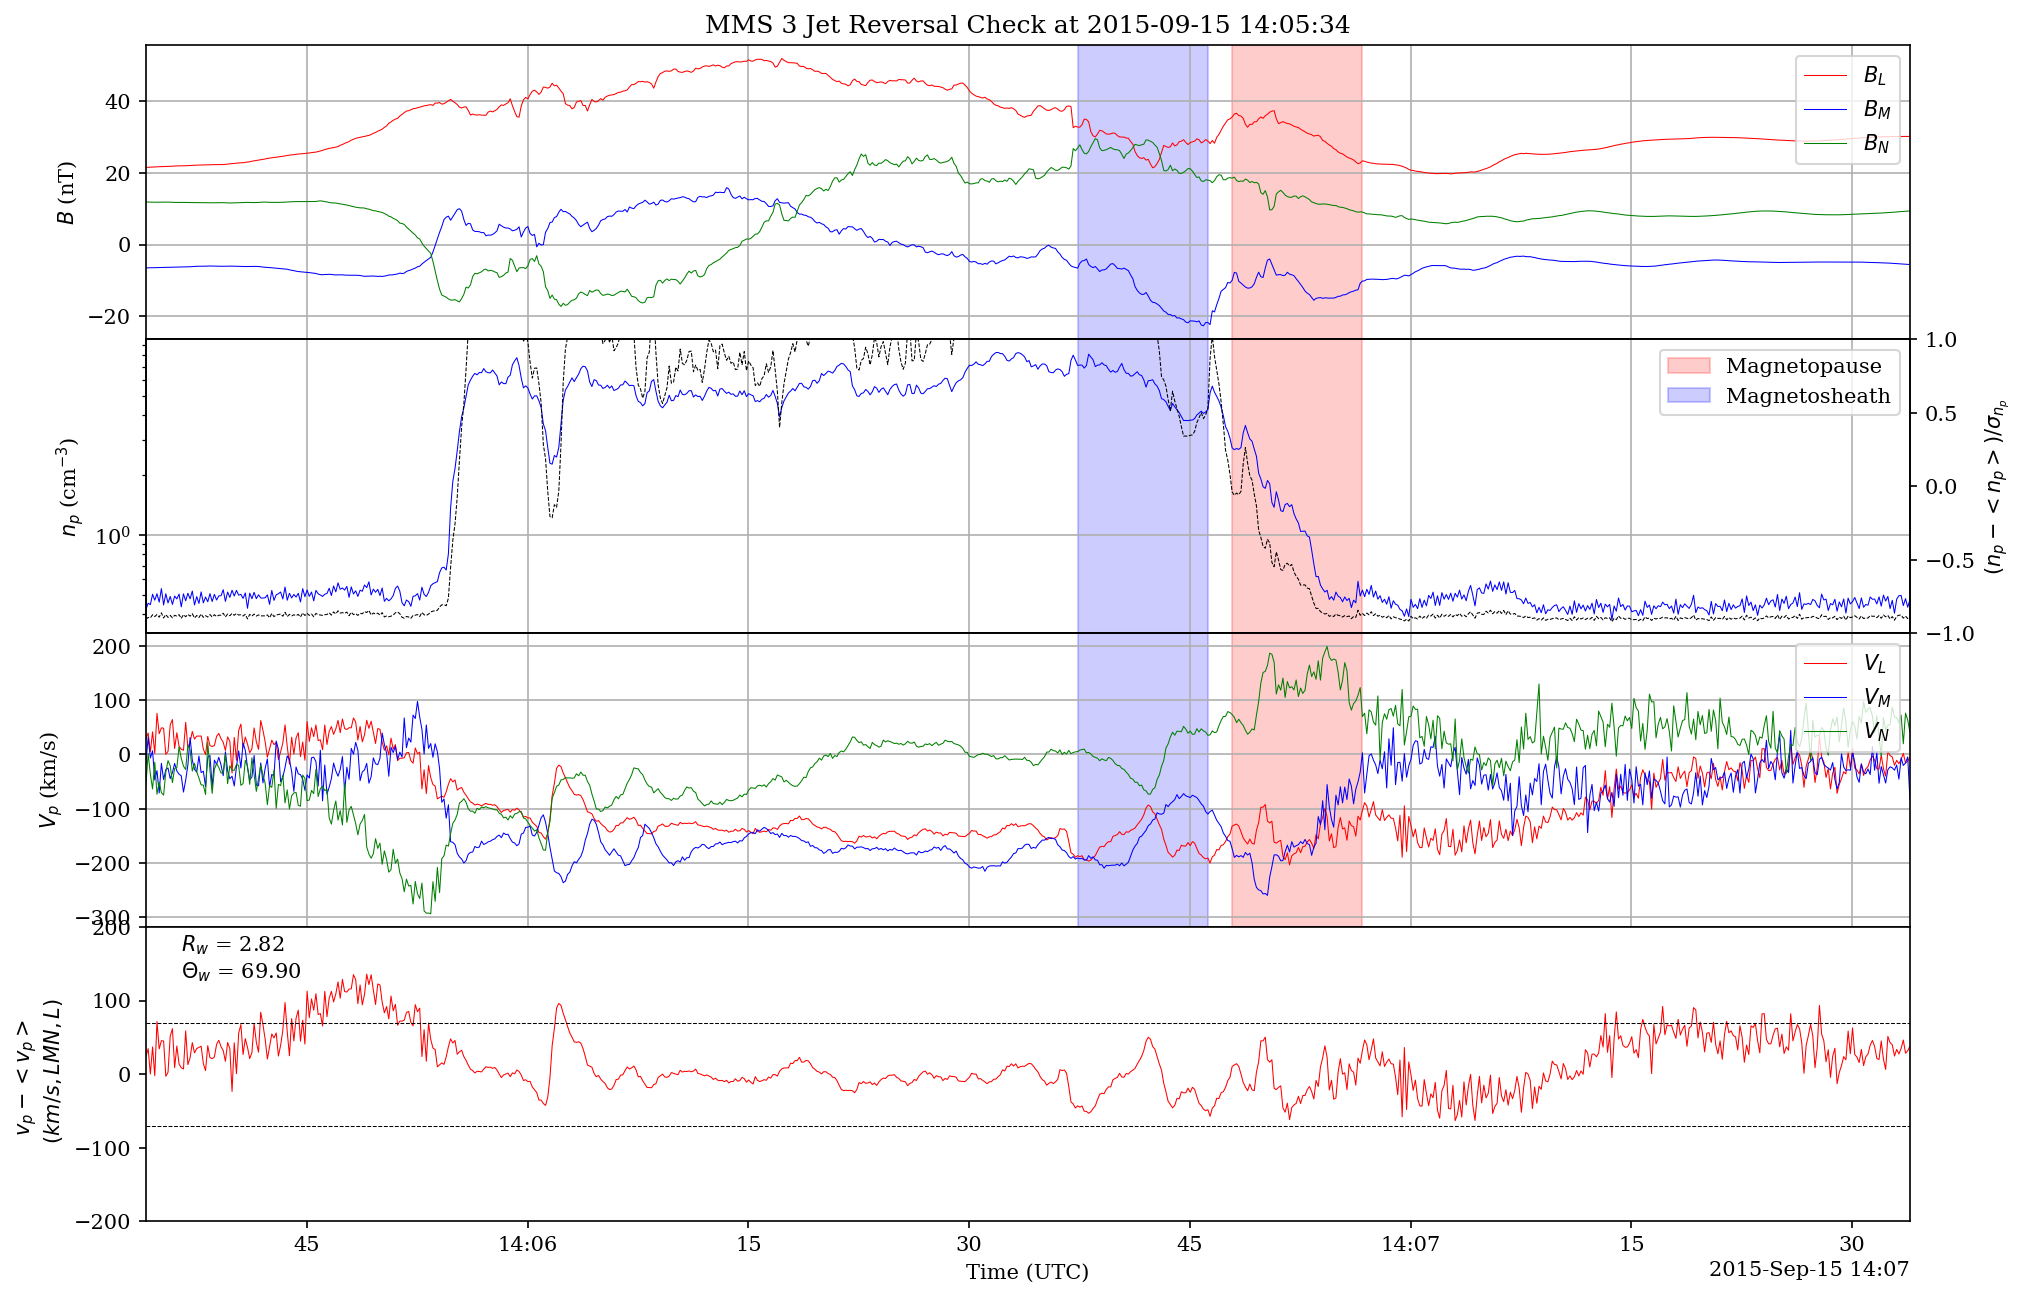 MMS 3 Jet Reversal Check at 2015-09-15 14:05:34
B (nT)
40
20
0
−20
B_L
B_M
B_N
n_p (cm⁻³)
10⁰
Magnetopause
Magnetosheath
1.0
0.5
0.0
−0.5
−1.0
(n_p − < n_p >)/σ_{n_p}
V_p (km/s)
200
100
0
−100
−200
−300
V_L
V_M
V_N
v_p − < v_p >
(km/s, LMN, L)
200
100
0
−100
−200
R_w = 2.82
Θ_w = 69.90
45 14:06 15 30 45 14:07 15 30
Time (UTC)
2015-Sep-15 14:07